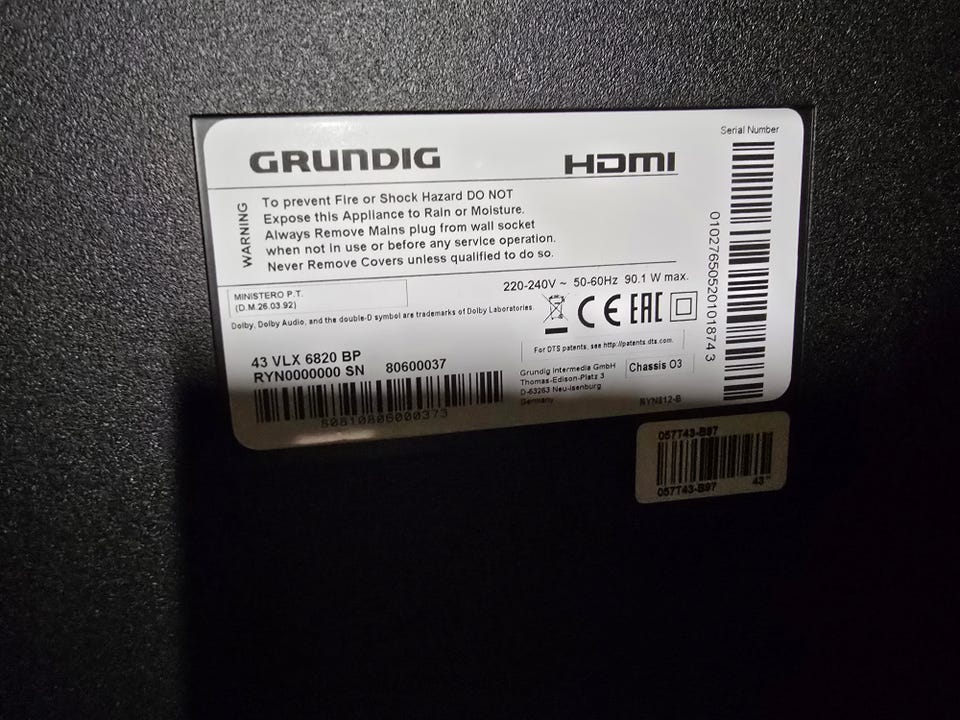 GRUNDIG
HDMI
Serial Number
WARNING
To prevent Fire or Shock Hazard DO NOT
Expose this Appliance to Rain or Moisture.
Always Remove Mains plug from wall socket
when not in use or before any service operation.
Never Remove Covers unless qualified to do so.
220-240V ~ 50-60Hz 90.1 W max.
MINISTERO P.T.
(D.M.26.03.92)
Dolby, Dolby Audio, and the double-D symbol are trademarks of Dolby Laboratories.
CE EAC
For DTS patents, see http://patents.dts.com.
43 VLX 6820 BP
RYN0000000 SN 80600037
80810806000373
Grundig Intermedia GmbH
Thomas-Edison-Platz 3
D-63263 Neu-Isenburg
Germany
Chassis O3
RYN812-B
0102765052010187 43
057T43-B97
057T43-B97 43"